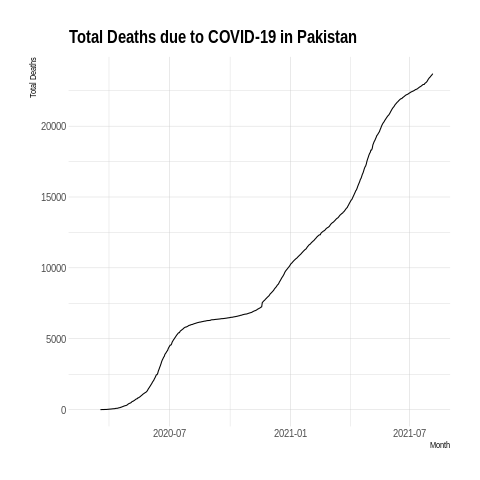 Total Deaths due to COVID-19 in Pakistan
Total Deaths
20000
15000
10000
5000
0
2020-07 2021-01 2021-07
Month